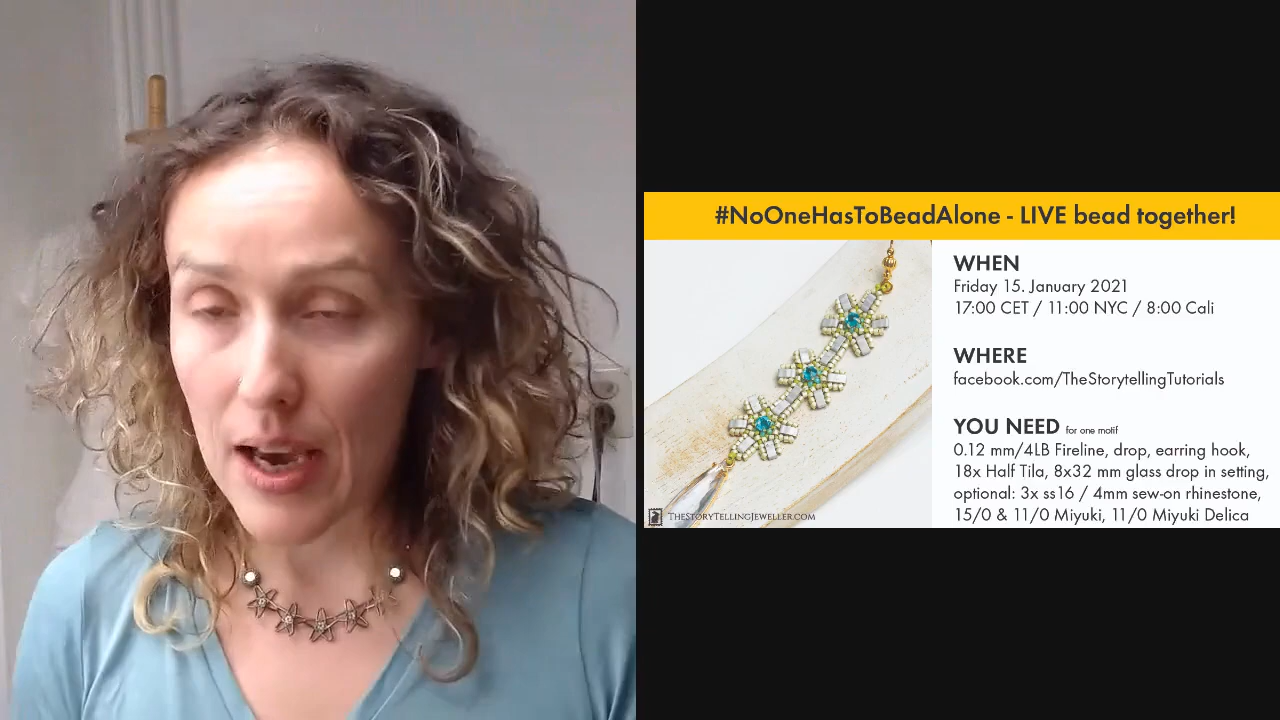 #NoOneHasToBeadAlone - LIVE bead together!
WHEN
Friday 15. January 2021
17:00 CET / 11:00 NYC / 8:00 Cali
WHERE
facebook.com/TheStorytellingTutorials
YOU NEED for one motif
0.12 mm/4LB Fireline, drop, earring hook,
18x Half Tila, 8x32 mm glass drop in setting,
optional: 3x ss16 / 4mm sew-on rhinestone,
15/0 & 11/0 Miyuki, 11/0 Miyuki Delica
THESTORYTELLINGJEWELLER.COM